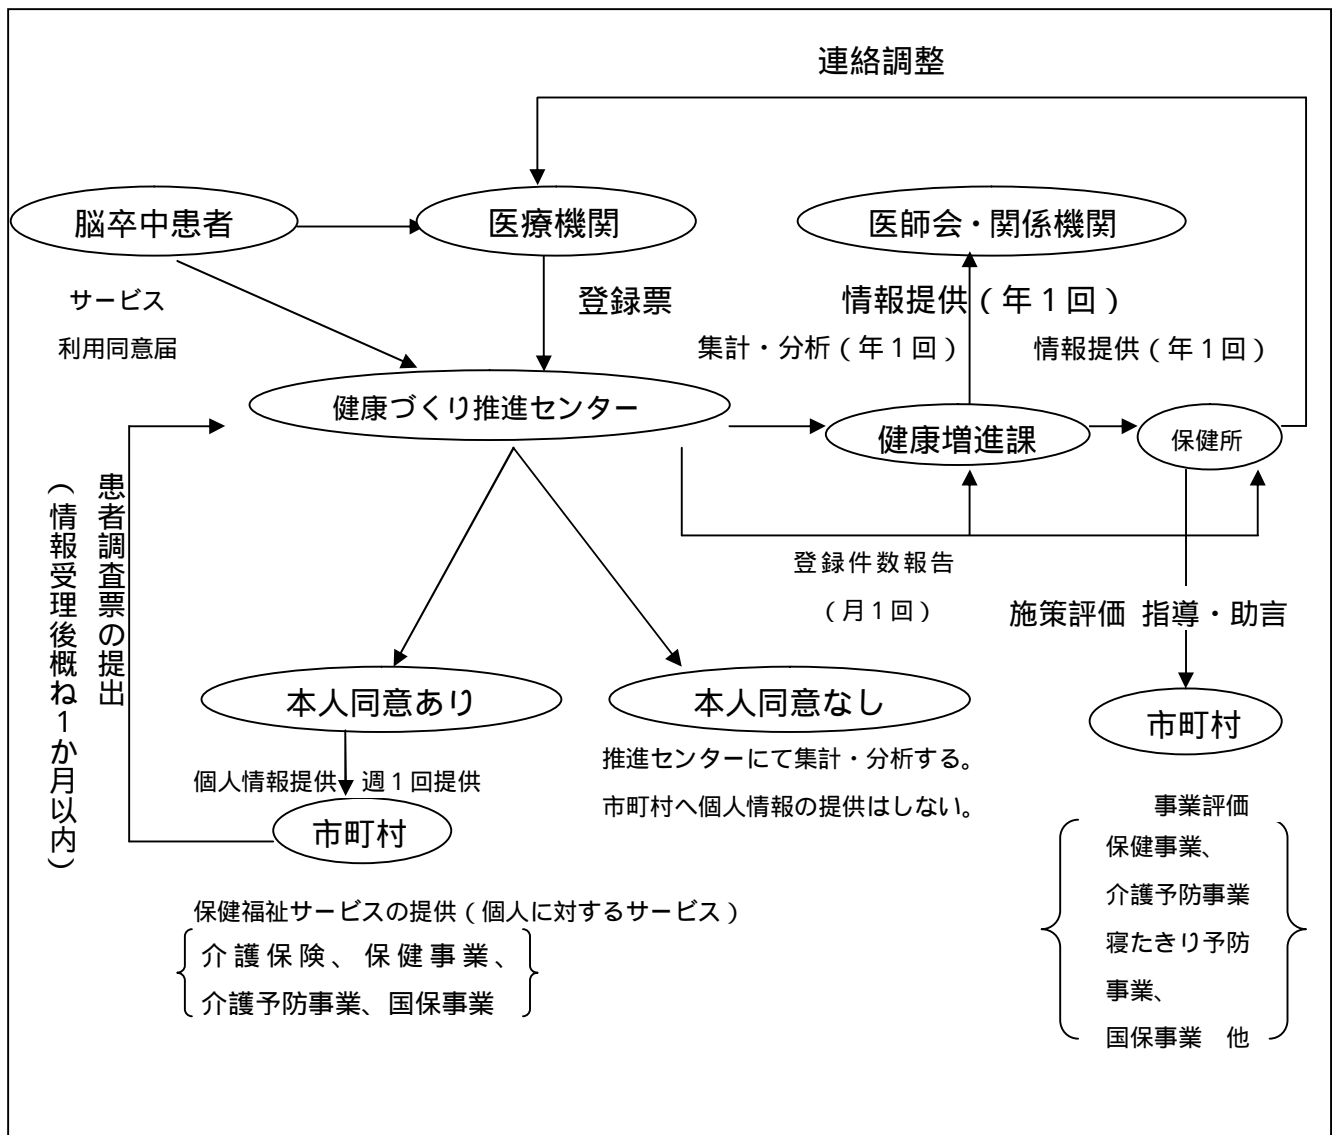 連絡調整
脳卒中患者
医療機関
医師会・関係機関
サービス
利用同意届
登録票
情報提供(年1回)
集計・分析(年1回)
情報提供(年1回)
健康づくり推進センター
健康増進課
保健所
患者調査票の提出
(情報受理後概ね1か月以内)
登録件数報告
(月1回)
施策評価 指導・助言
本人同意あり
本人同意なし
市町村
推進センターにて集計・分析する。
市町村へ個人情報の提供はしない。
個人情報提供 週1回提供
市町村
事業評価
保健事業、
介護予防事業
寝たきり予防
事業、
国保事業 他
保健福祉サービスの提供(個人に対するサービス)
介護保険、保健事業、
介護予防事業、国保事業